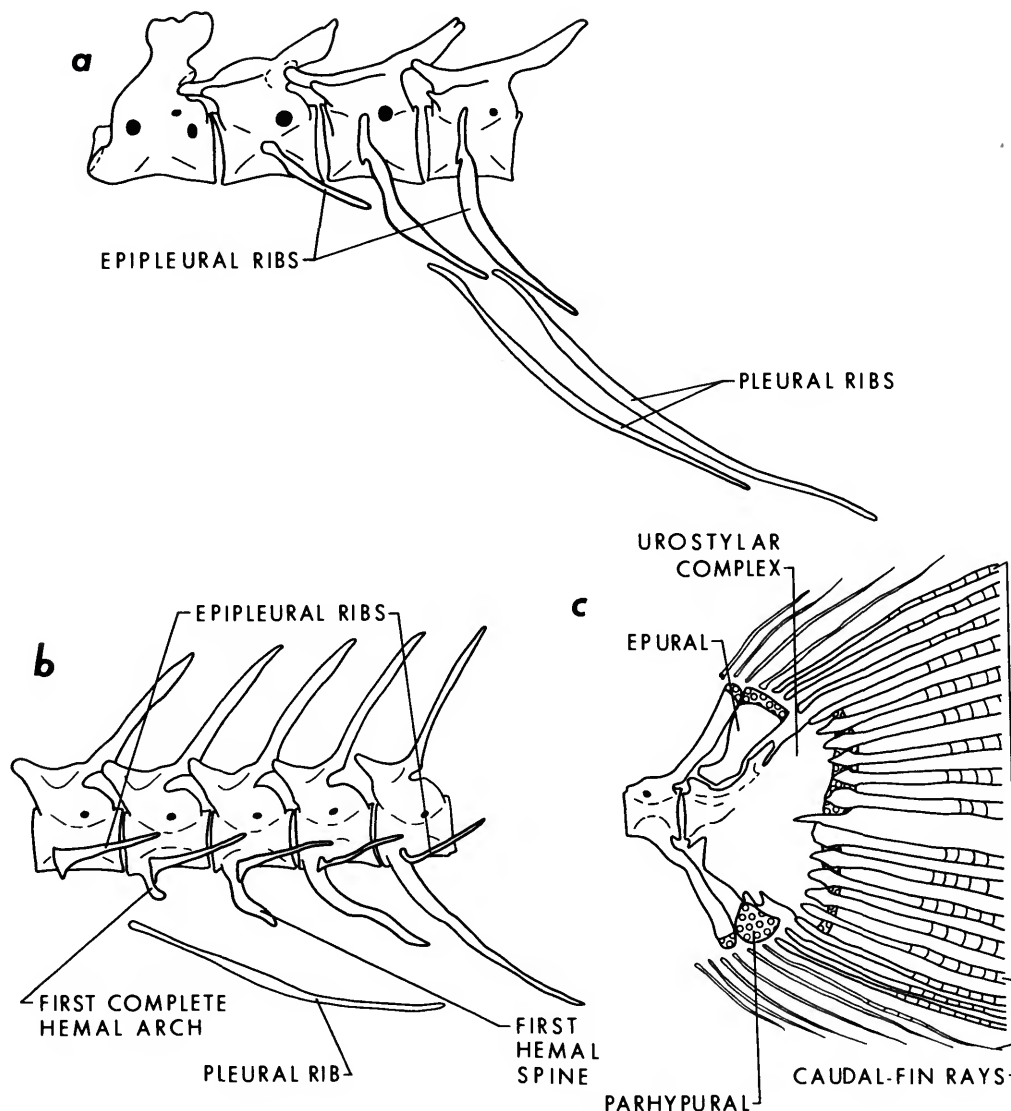 a
EPIPLEURAL RIBS
PLEURAL RIBS
b
EPIPLEURAL RIBS
FIRST COMPLETE
HEMAL ARCH
PLEURAL RIB
FIRST
HEMAL
SPINE
c
UROSTYLAR
COMPLEX
EPURAL
CAUDAL-FIN RAYS
PARHYPURAL